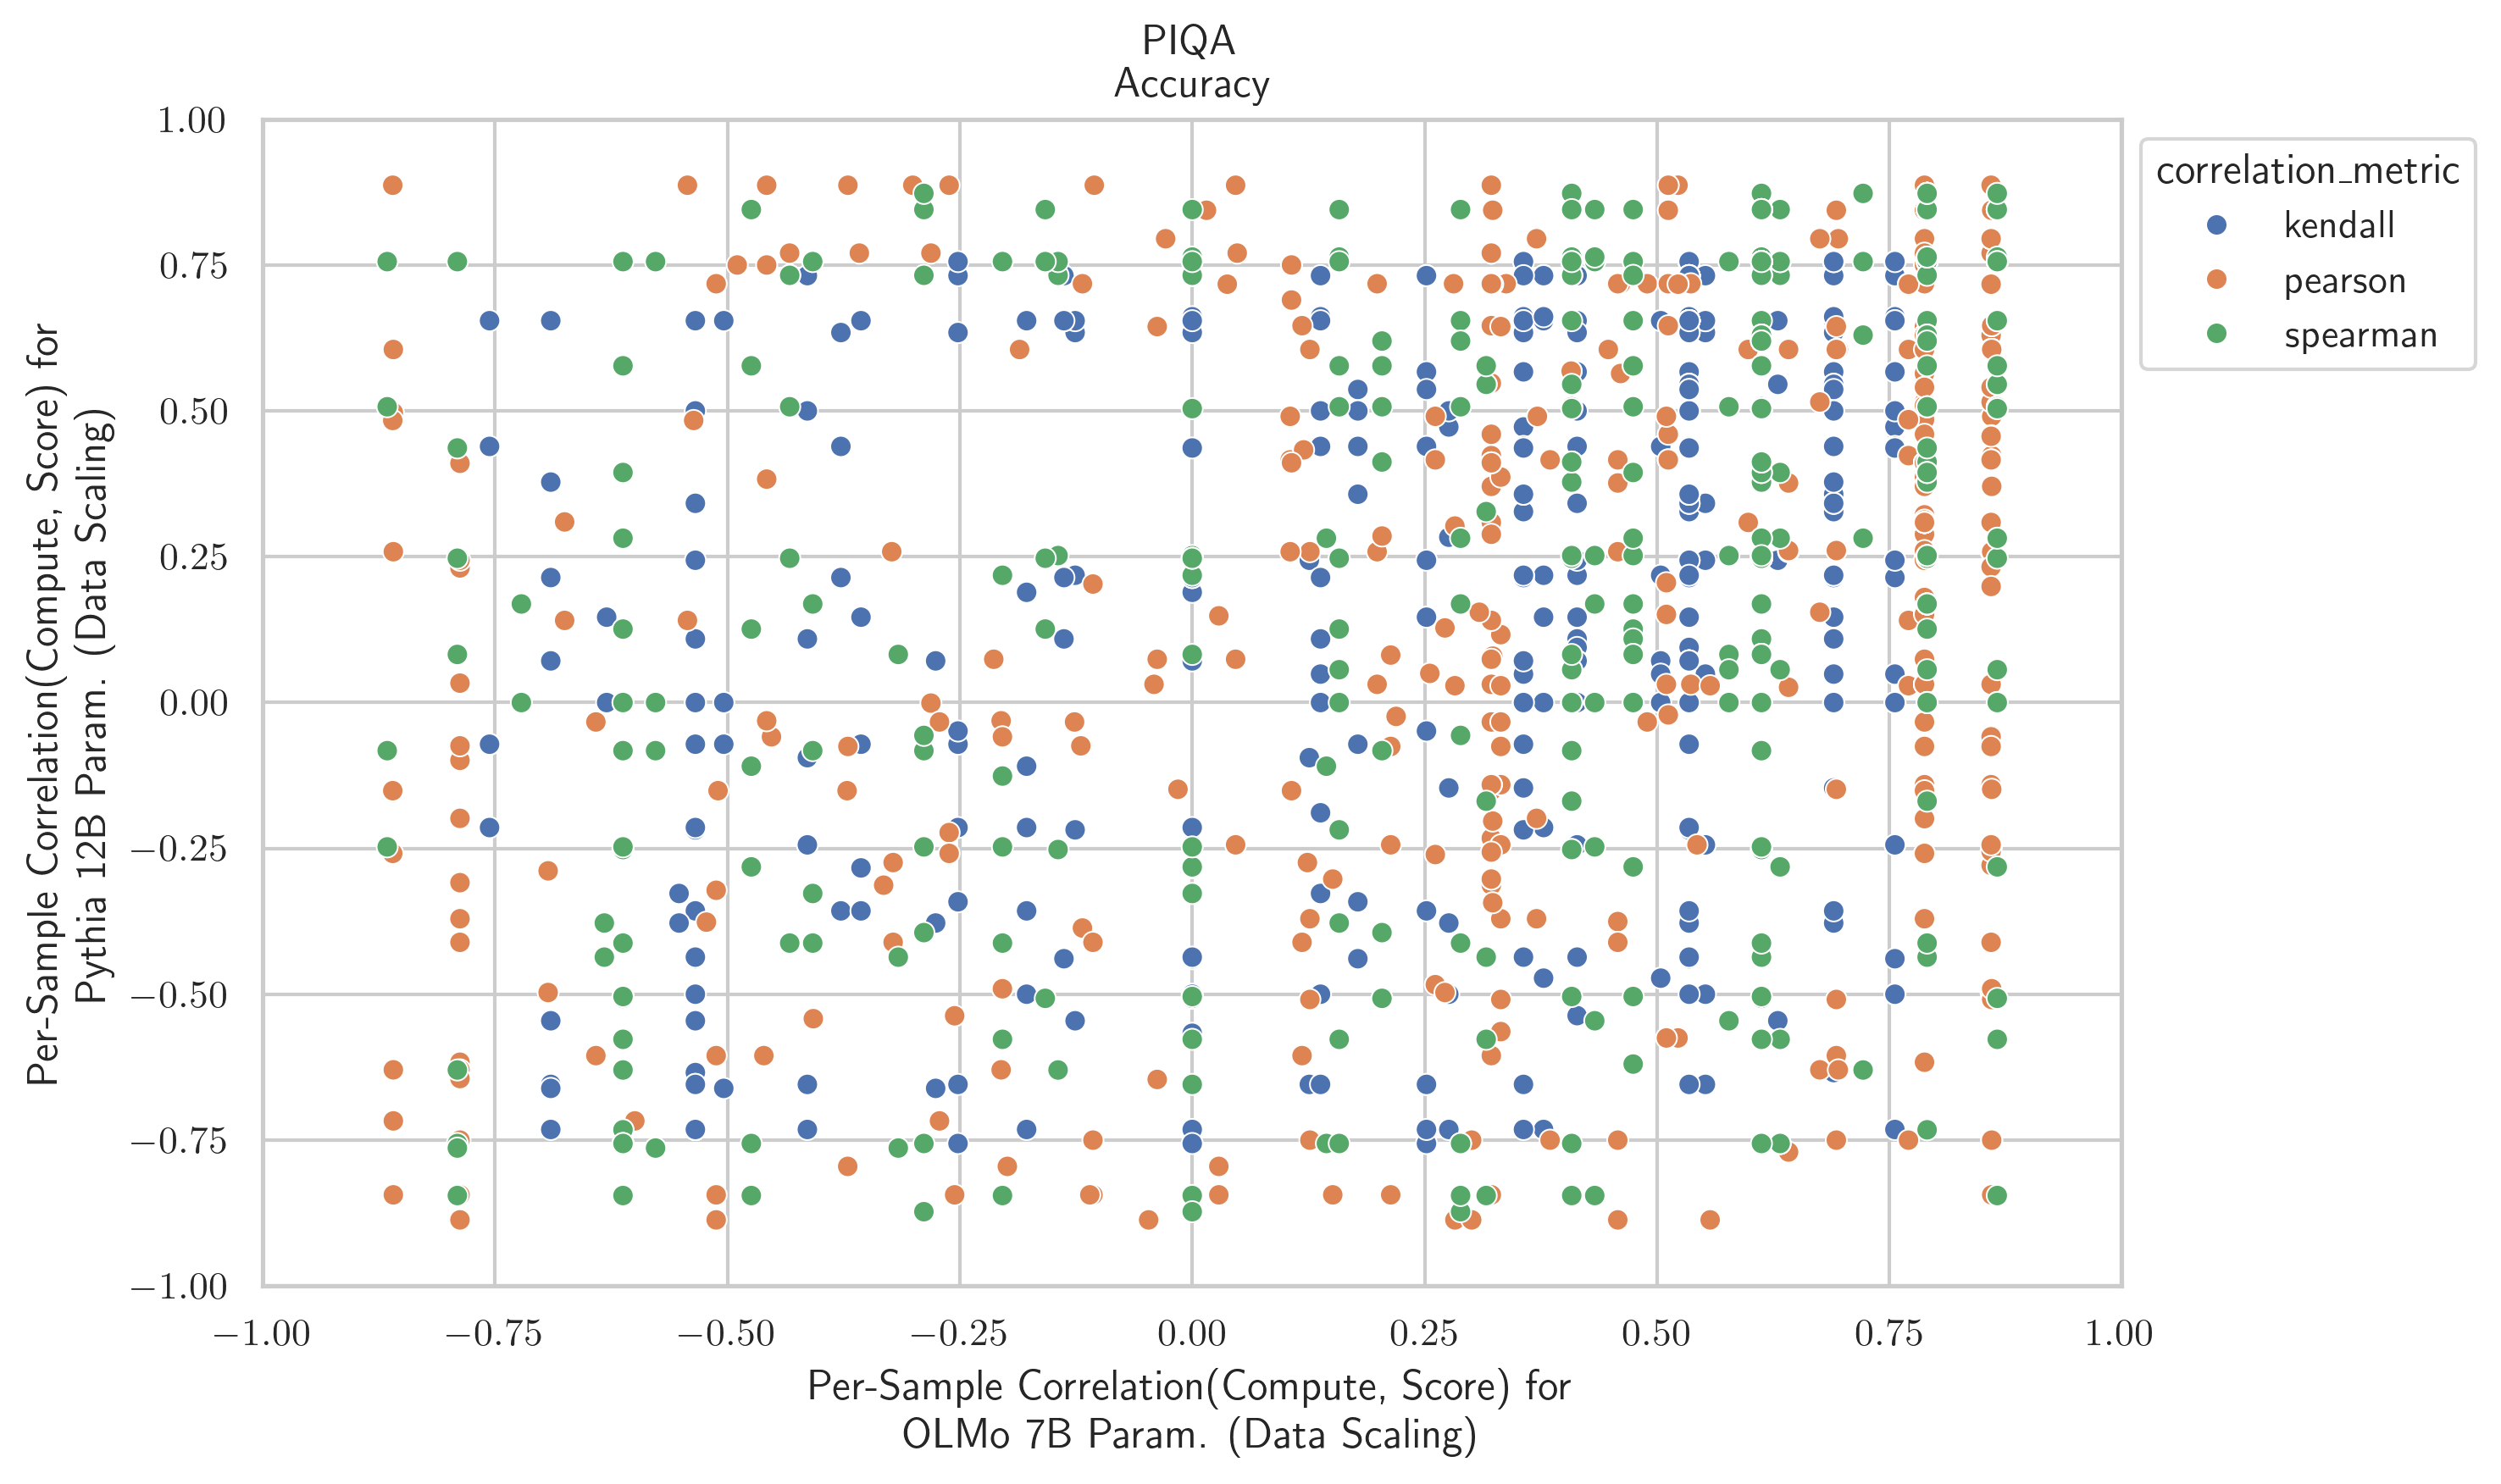 PIQA
Accuracy
1.00
0.75
0.50
0.25
0.00
−0.25
−0.50
−0.75
−1.00
Per-Sample Correlation(Compute, Score) for
Pythia 12B Param. (Data Scaling)
−1.00 −0.75 −0.50 −0.25 0.00 0.25 0.50 0.75 1.00
Per-Sample Correlation(Compute, Score) for
OLMo 7B Param. (Data Scaling)
correlation_metric
kendall
pearson
spearman